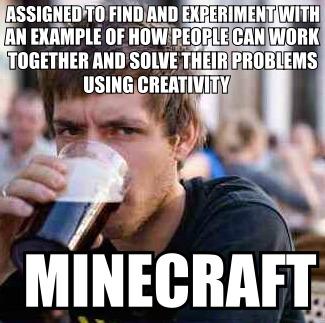 ASSIGNED TO FIND AND EXPERIMENT WITH
AN EXAMPLE OF HOW PEOPLE CAN WORK
TOGETHER AND SOLVE THEIR PROBLEMS
USING CREATIVITY
MINECRAFT